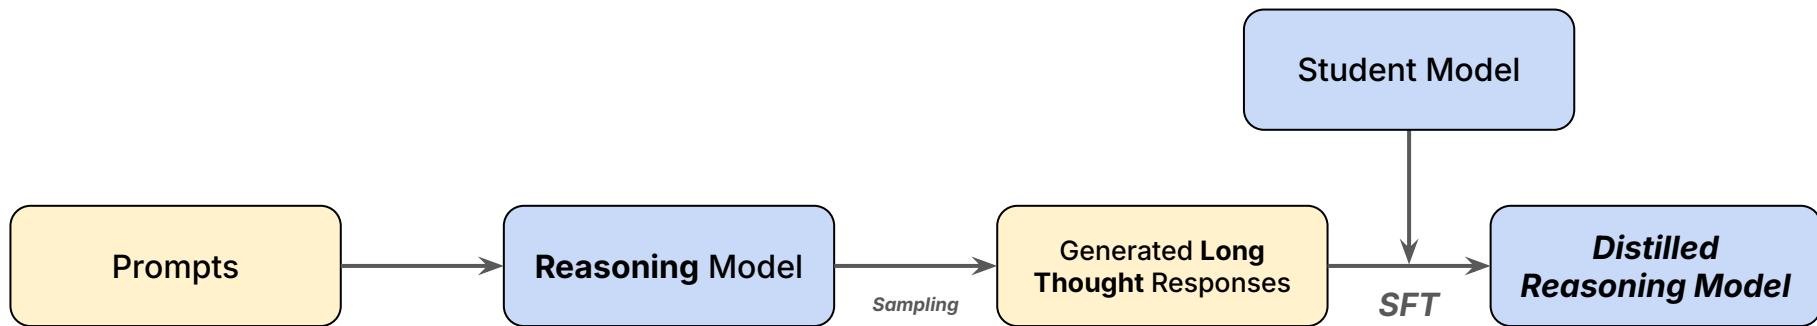 Student Model
Prompts
Reasoning Model
Sampling
Generated Long
Thought Responses
SFT
Distilled
Reasoning Model